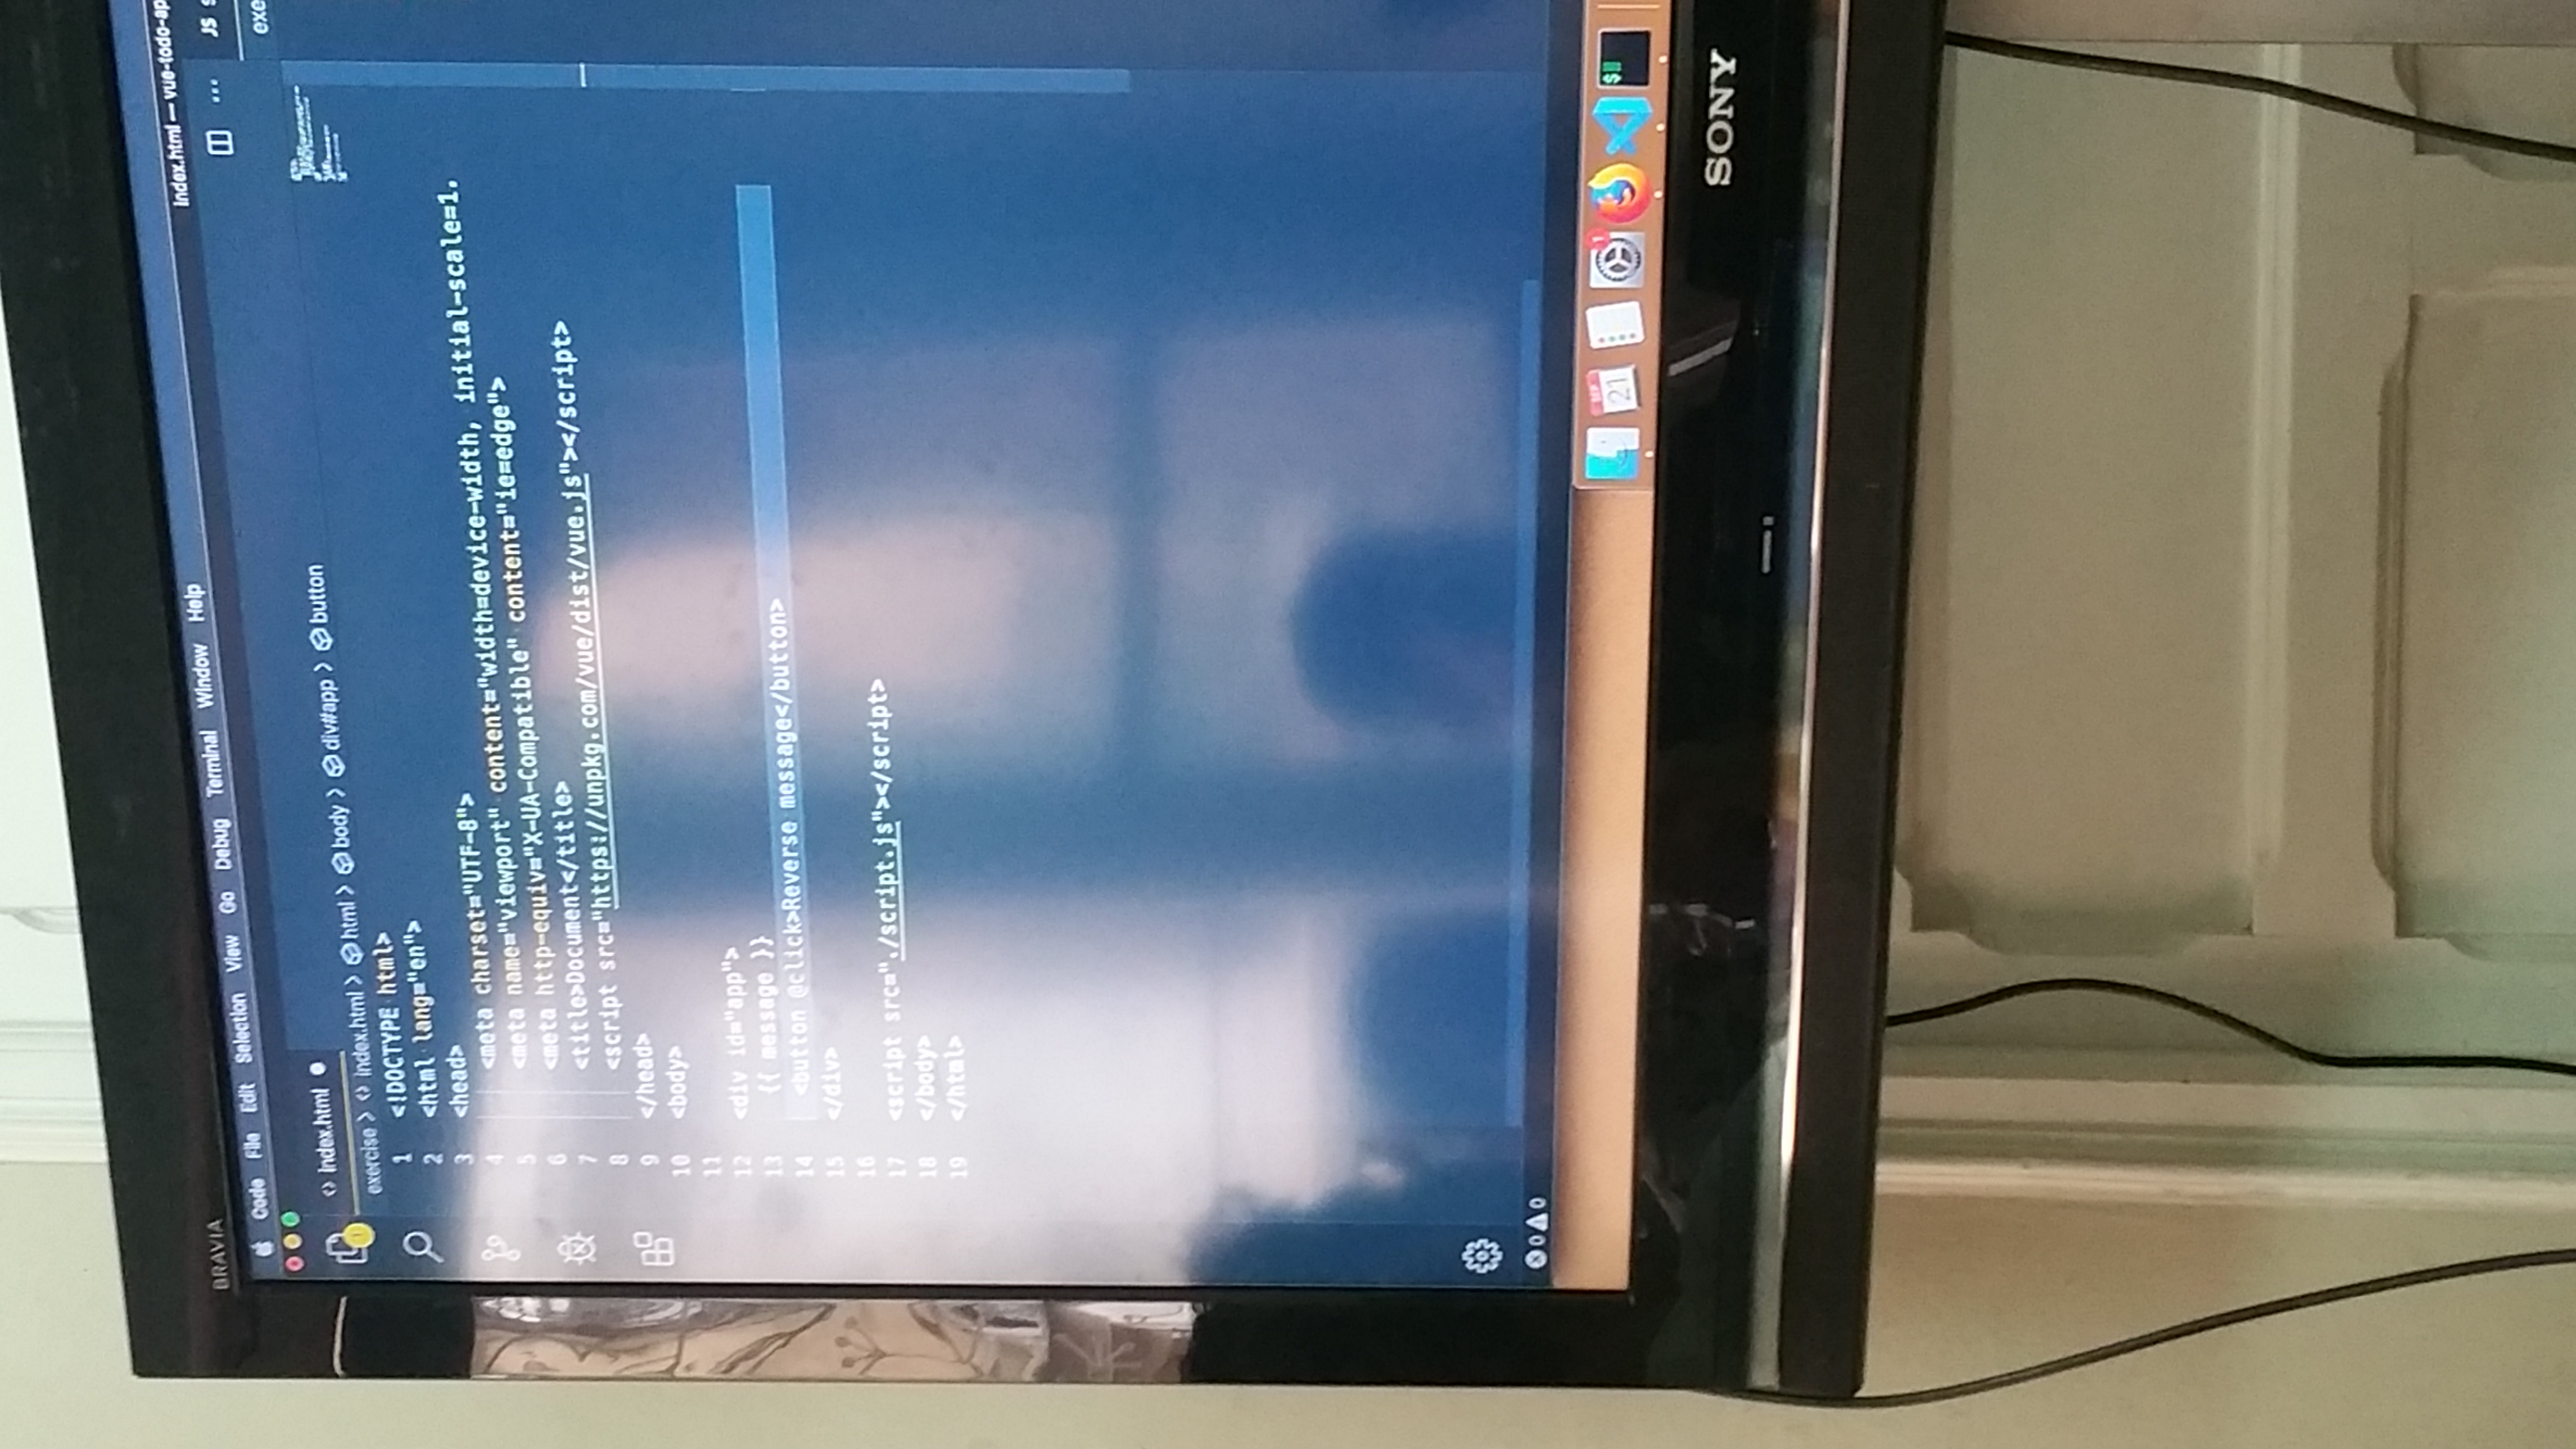 BRAVIA
Code File Edit Selection View Go Debug Terminal Window Help
index.html — vue-todo-ap
JS
index.html
exe
exercise > index.html > html > body > div#app > button
1 <!DOCTYPE html>
2 <html lang="en">
3 <head>
4 <meta charset="UTF-8">
5 <meta name="viewport" content="width=device-width, initial-scale=1.
6 <meta http-equiv="X-UA-Compatible" content="ie=edge">
7 <title>Document</title>
8 <script src="https://unpkg.com/vue/dist/vue.js"></script>
9 </head>
10 <body>
11
12 <div id="app">
13 {{ message }}
14 <button @click>Reverse message</button>
15 </div>
16
17 <script src="./script.js"></script>
18 </body>
19 </html>
0 0
SEP
21
1
$
SONY